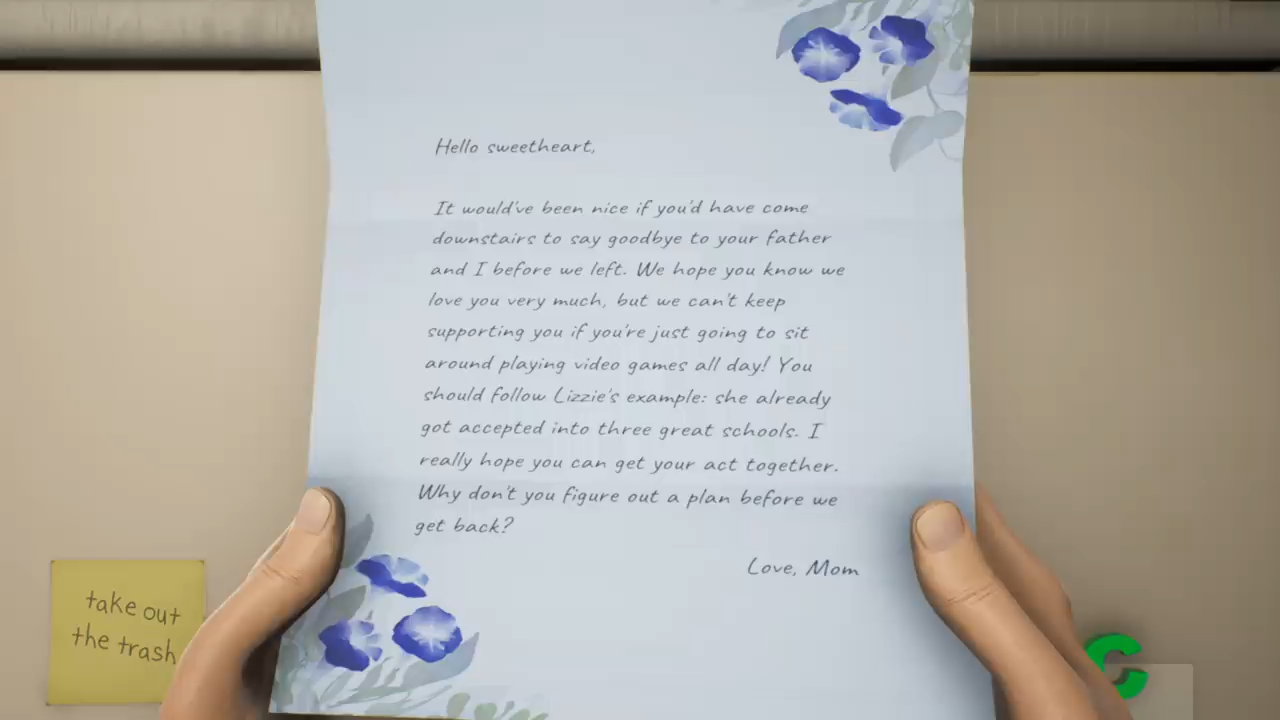 Hello sweetheart,
It would've been nice if you'd have come
downstairs to say goodbye to your father
and I before we left. We hope you know we
love you very much, but we can't keep
supporting you if you're just going to sit
around playing video games all day! You
should follow Lizzie's example: she already
got accepted into three great schools. I
really hope you can get your act together.
Why don't you figure out a plan before we
get back?
Love, Mom
take out
the trash
C